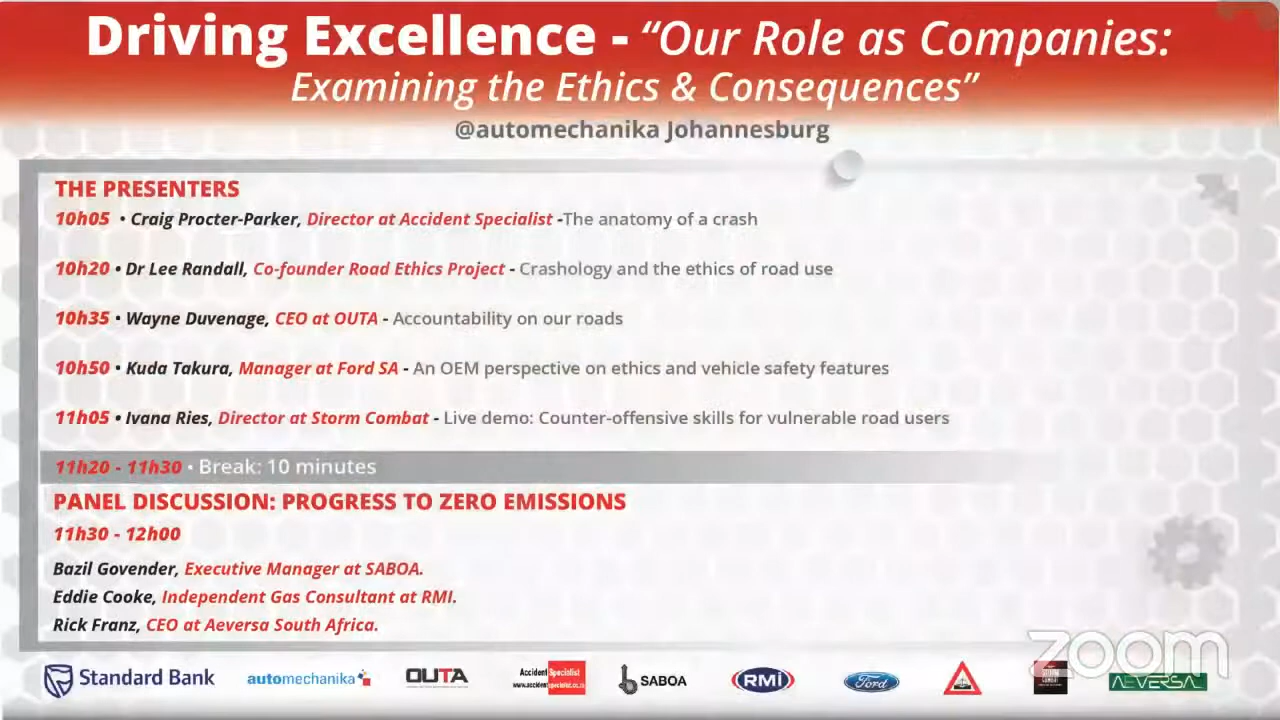 Driving Excellence - “Our Role as Companies:
Examining the Ethics & Consequences”
@automechanika Johannesburg
THE PRESENTERS
10h05 • Craig Procter-Parker, Director at Accident Specialist -The anatomy of a crash
10h20 • Dr Lee Randall, Co-founder Road Ethics Project - Crashology and the ethics of road use
10h35 • Wayne Duvenage, CEO at OUTA - Accountability on our roads
10h50 • Kuda Takura, Manager at Ford SA - An OEM perspective on ethics and vehicle safety features
11h05 • Ivana Ries, Director at Storm Combat - Live demo: Counter-offensive skills for vulnerable road users
11h20 - 11h30 • Break: 10 minutes
PANEL DISCUSSION: PROGRESS TO ZERO EMISSIONS
11h30 - 12h00
Bazil Govender, Executive Manager at SABOA.
Eddie Cooke, Independent Gas Consultant at RMI.
Rick Franz, CEO at Aeversa South Africa.
zoom
Standard Bank automechanika OUTA Accident Specialist SABOA RMi Ford AEVERSA